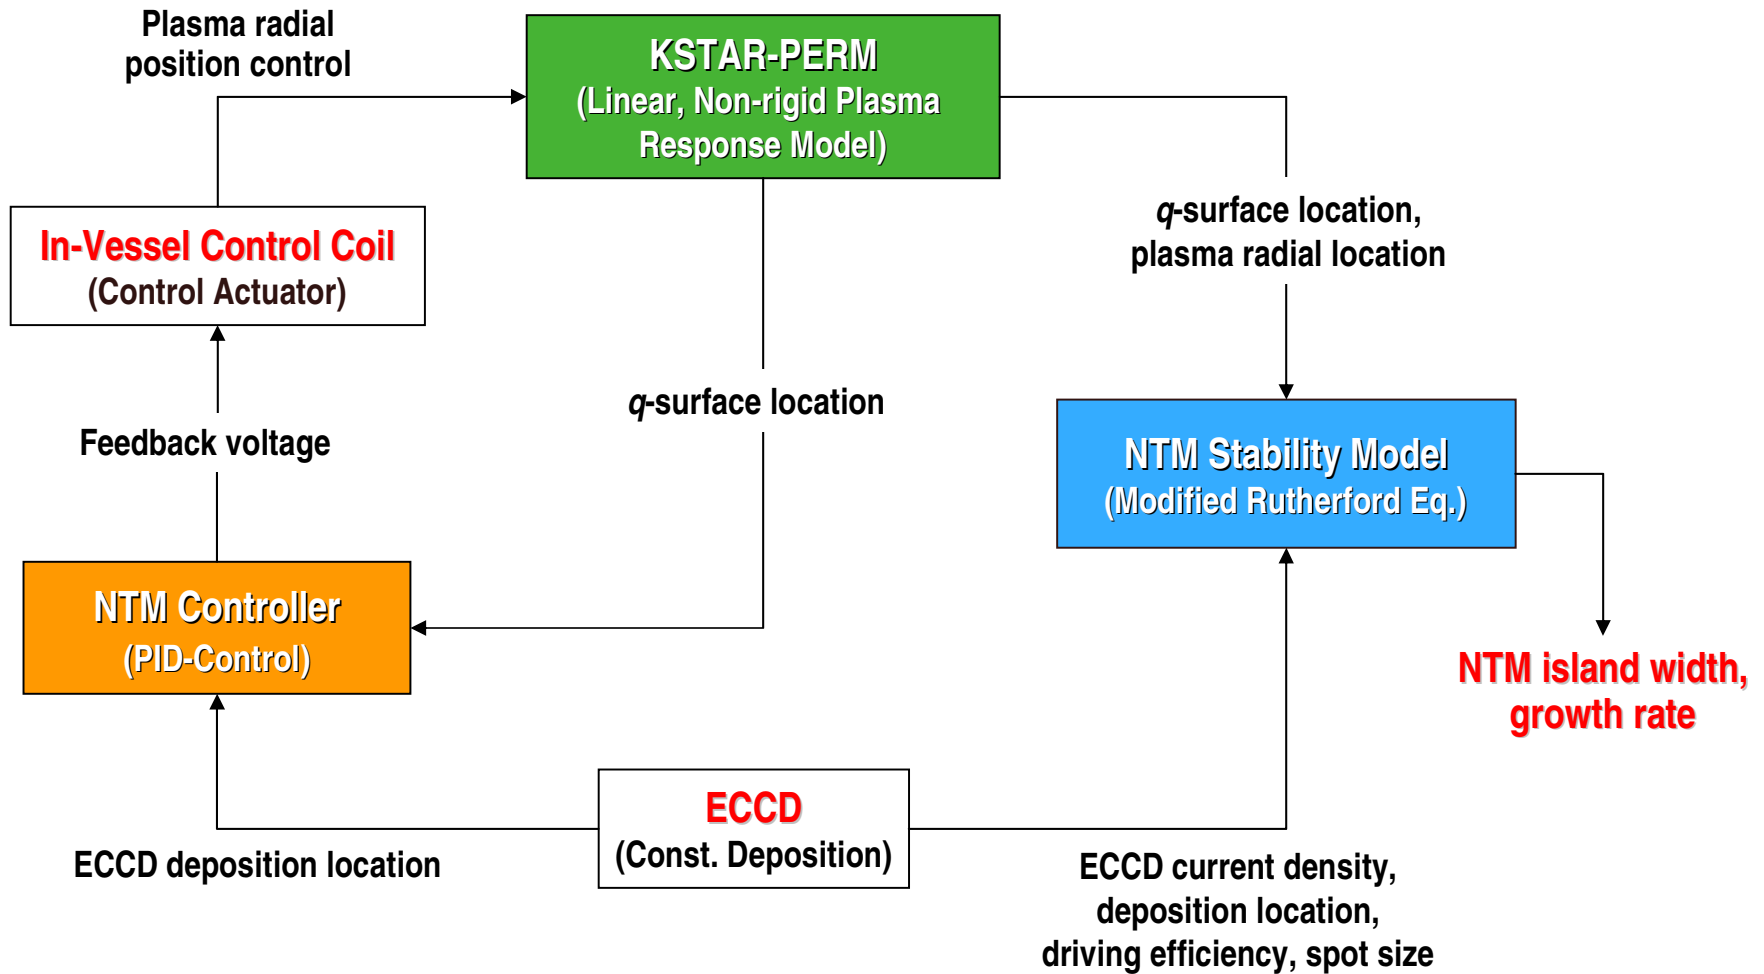 Plasma radial
position control
KSTAR-PERM
(Linear, Non-rigid Plasma
Response Model)
q-surface location,
plasma radial location
In-Vessel Control Coil
(Control Actuator)
q-surface location
Feedback voltage
NTM Stability Model
(Modified Rutherford Eq.)
NTM Controller
(PID-Control)
NTM island width,
growth rate
ECCD
(Const. Deposition)
ECCD deposition location
ECCD current density,
deposition location,
driving efficiency, spot size